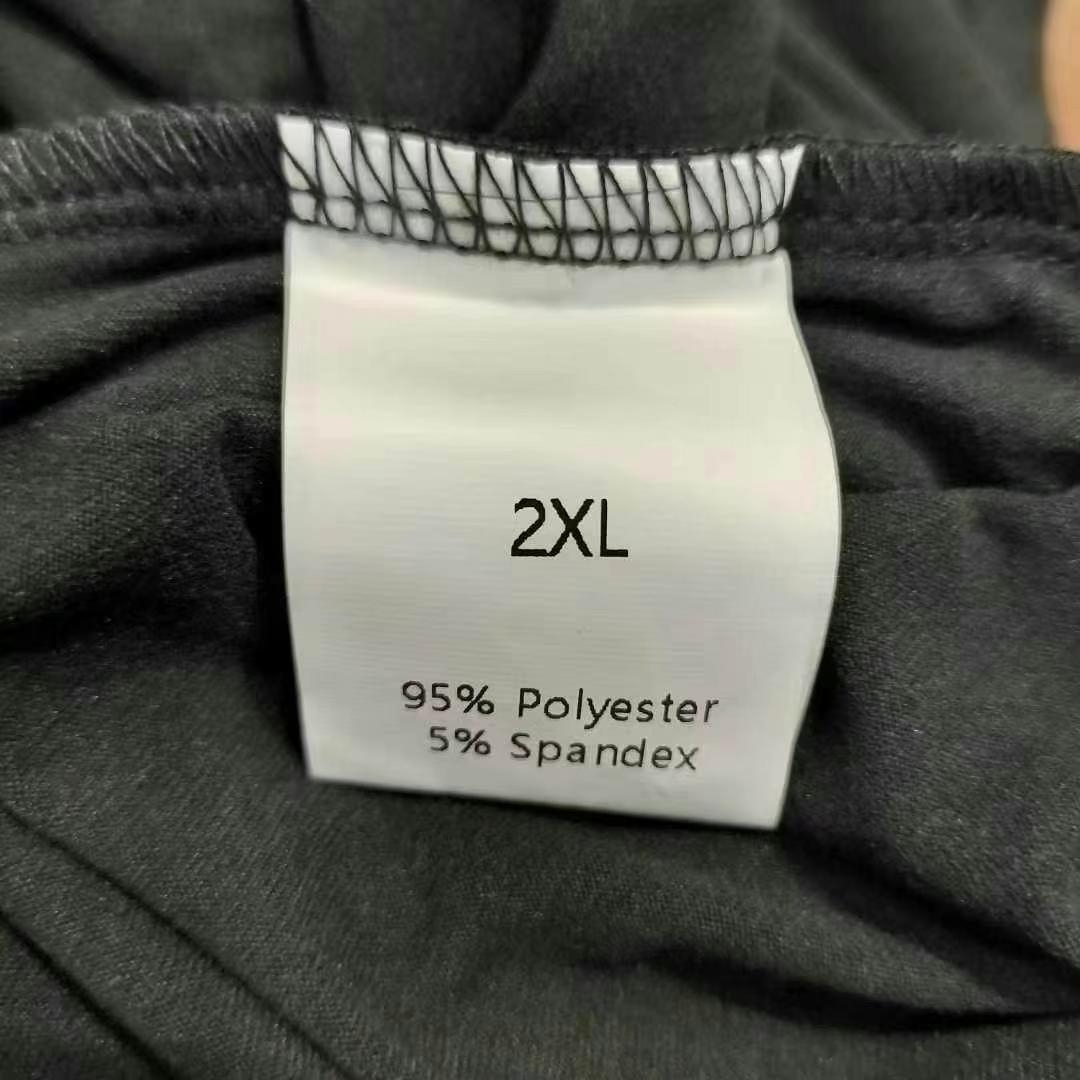 2XL
95% Polyester
5% Spandex